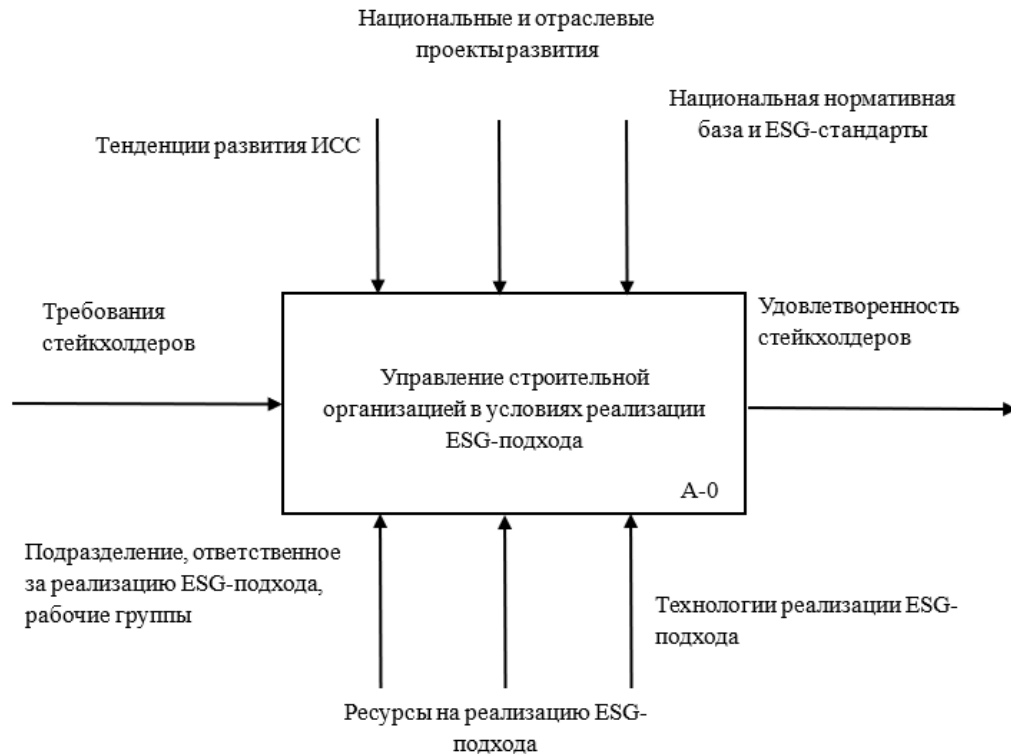 Национальные и отраслевые
проекты развития
Национальная нормативная
база и ESG-стандарты
Тенденции развития ИСС
Требования
стейкхолдеров
Удовлетворенность
стейкхолдеров
Управление строительной
организацией в условиях реализации
ESG-подхода
А-0
Подразделение, ответственное
за реализацию ESG-подхода,
рабочие группы
Технологии реализации ESG-
подхода
Ресурсы на реализацию ESG-
подхода